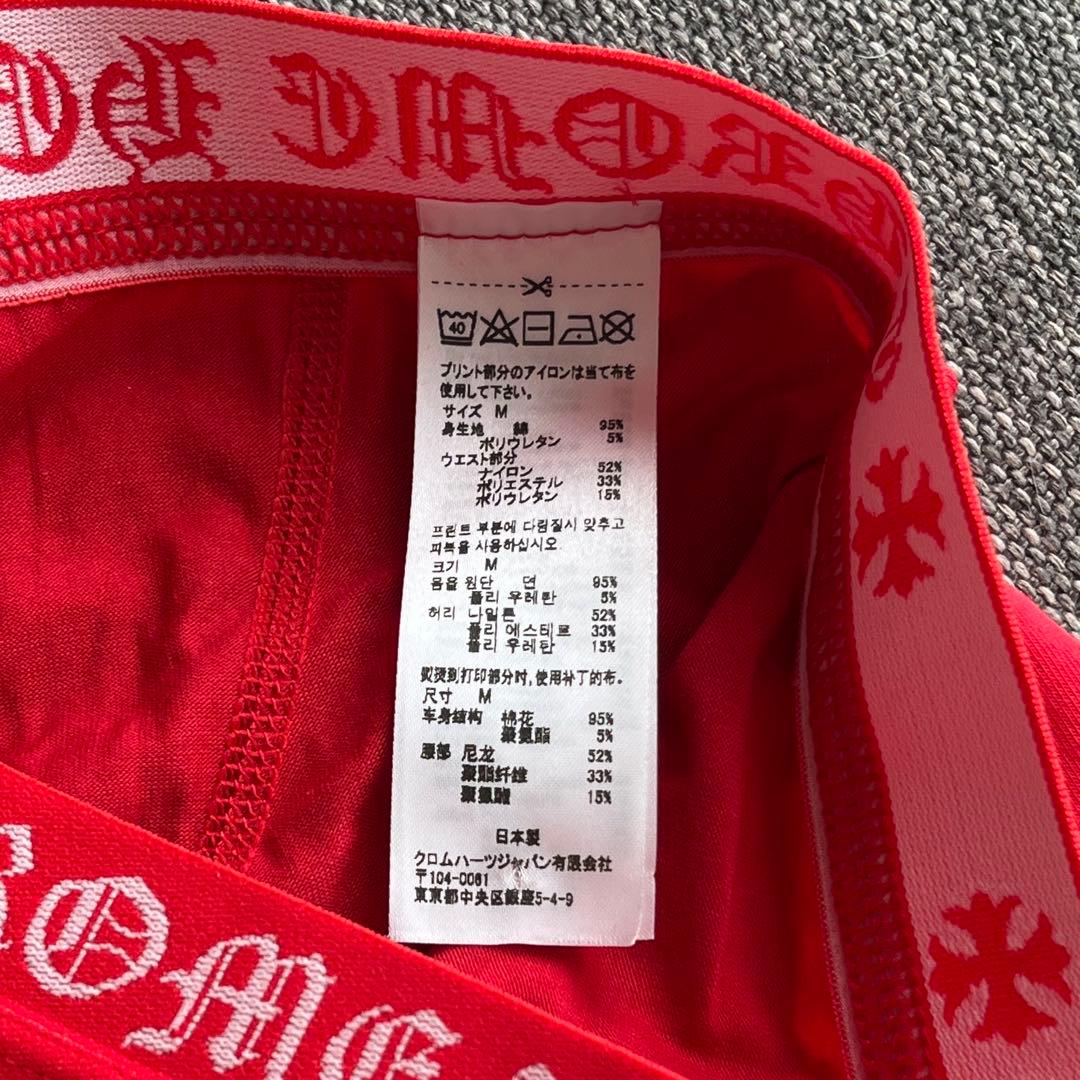 40
プリント部分のアイロンは当て布を
使用して下さい。
サイズ M
身生地 綿 95%
ポリウレタン 5%
ウエスト部分
ナイロン 52%
ポリエステル 33%
ポリウレタン 15%
프린트 부분에 다림질시 맞추고
피복을 사용하십시오.
크기 M
몸을 원단 면 95%
폴리 우레탄 5%
허리 나일론 52%
폴리 에스테르 33%
폴리 우레탄 15%
熨烫到打印部分时,使用补丁的布。
尺寸 M
车身结构 棉花 95%
聚氨酯 5%
腰部 尼龙 52%
聚酯纤维 33%
聚氨酯 15%
日本製
クロムハーツジャパン有限会社
〒104-0061
東京都中央区銀座5-4-9